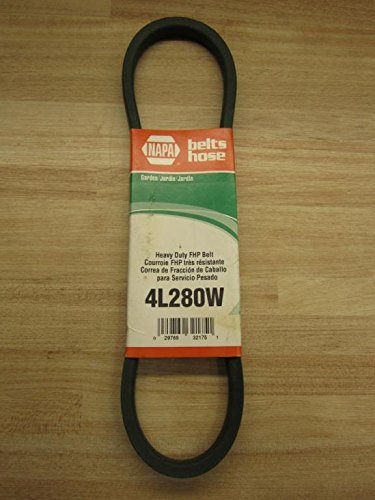 NAPA
belts
hose
Garden/Jardin/Jardín
Heavy Duty FHP Belt
Courroie FHP très résistante
Correa de Fracción de Caballo
para Servicio Pesado
4L280W
0 29769 32175 1